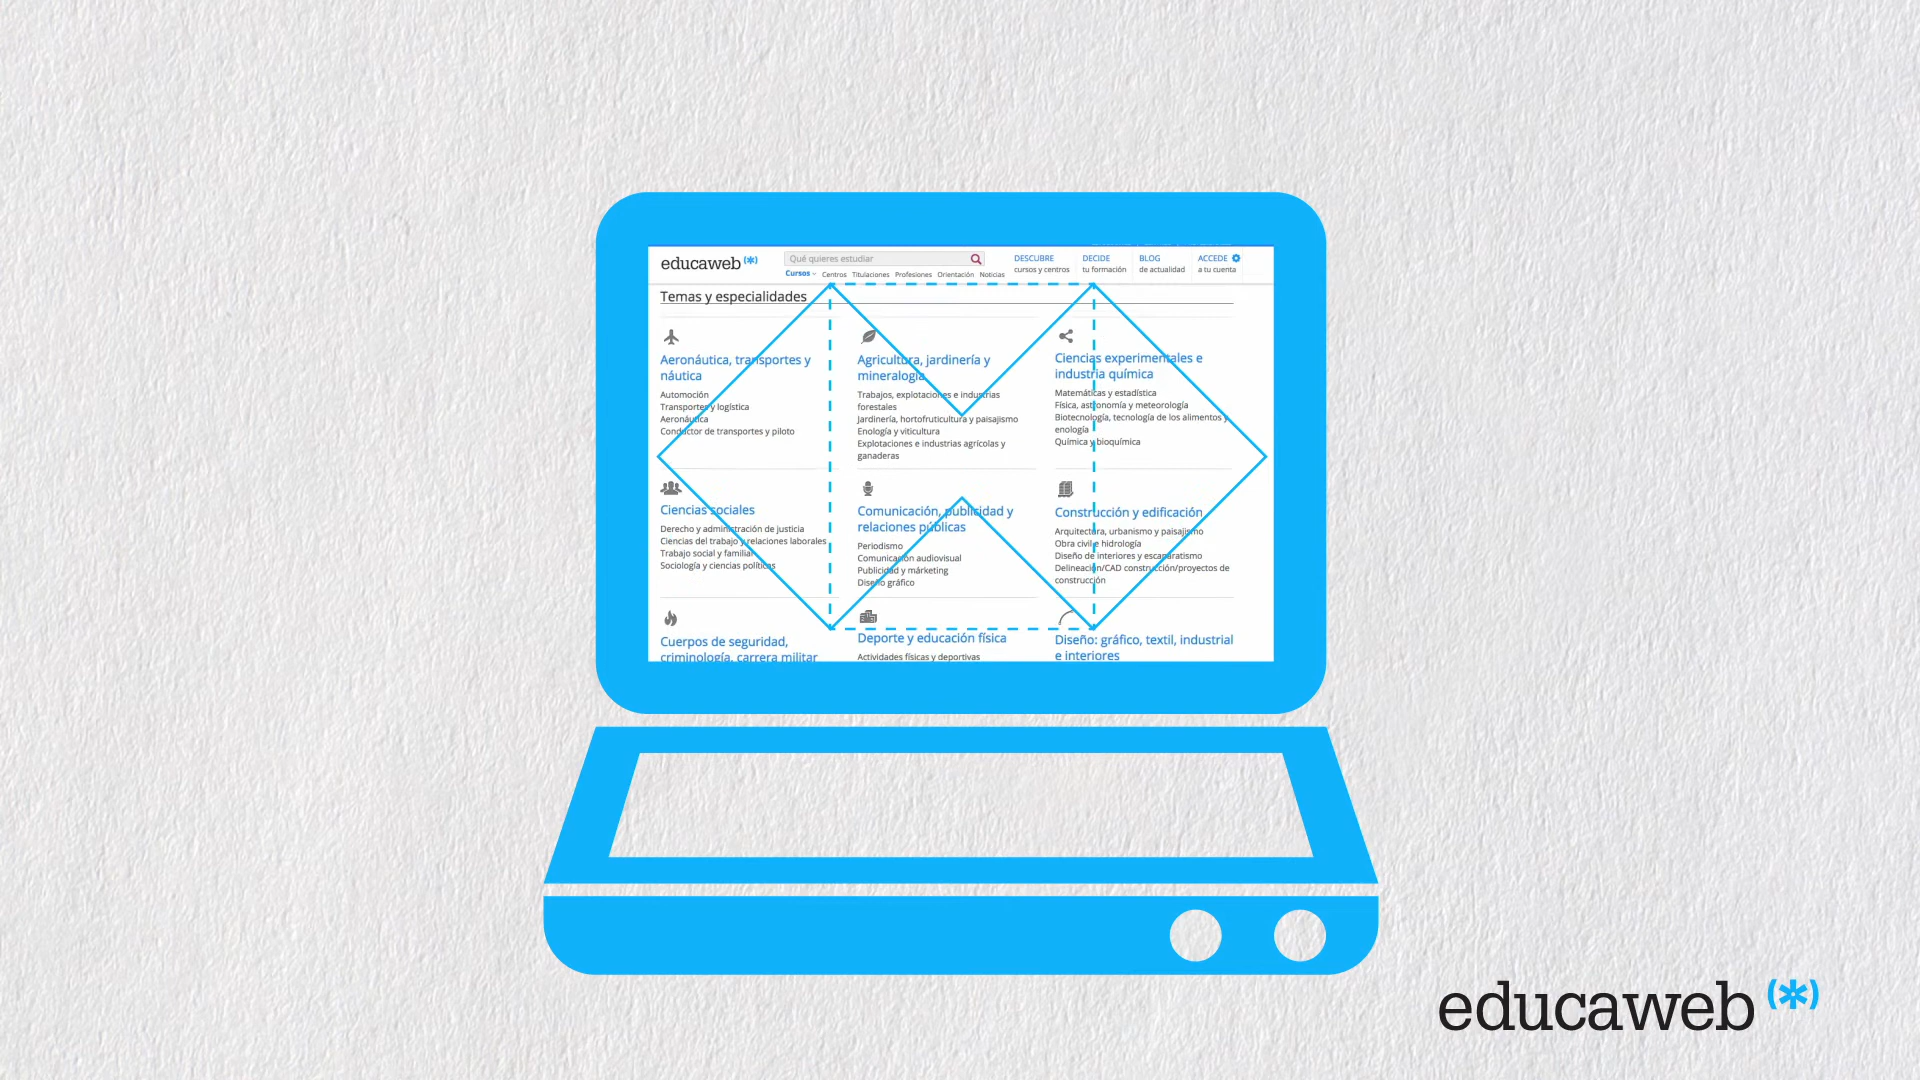 educaweb(*)
Qué quieres estudiar
Cursos Centros Titulaciones Profesiones Orientación Noticias
DESCUBRE
cursos y centros
DECIDE
tu formación
BLOG
de actualidad
ACCEDE
a tu cuenta
Temas y especialidades
Aeronáutica, transportes y
náutica
Automoción
Transporte y logística
Aeronáutica
Conductor de transportes y piloto
Agricultura, jardinería y
mineralogía
Trabajos, explotaciones e industrias
forestales
Jardinería, hortofruticultura y paisajismo
Enología y viticultura
Explotaciones e industrias agrícolas y
ganaderas
Ciencias experimentales e
industria química
Matemáticas y estadística
Física, astronomía y meteorología
Biotecnología, tecnología de los alimentos y
enología
Química y bioquímica
Ciencias sociales
Derecho y administración de justicia
Ciencias del trabajo y relaciones laborales
Trabajo social y familiar
Sociología y ciencias políticas
Comunicación, publicidad y
relaciones públicas
Periodismo
Comunicación audiovisual
Publicidad y márketing
Diseño gráfico
Construcción y edificación
Arquitectura, urbanismo y paisajismo
Obra civil e hidrología
Diseño de interiores y escaparatismo
Delineación/CAD construcción/proyectos de
construcción
Cuerpos de seguridad,
criminología, carrera militar
Deporte y educación física
Actividades físicas y deportivas
Diseño: gráfico, textil, industrial
e interiores
educaweb(*)